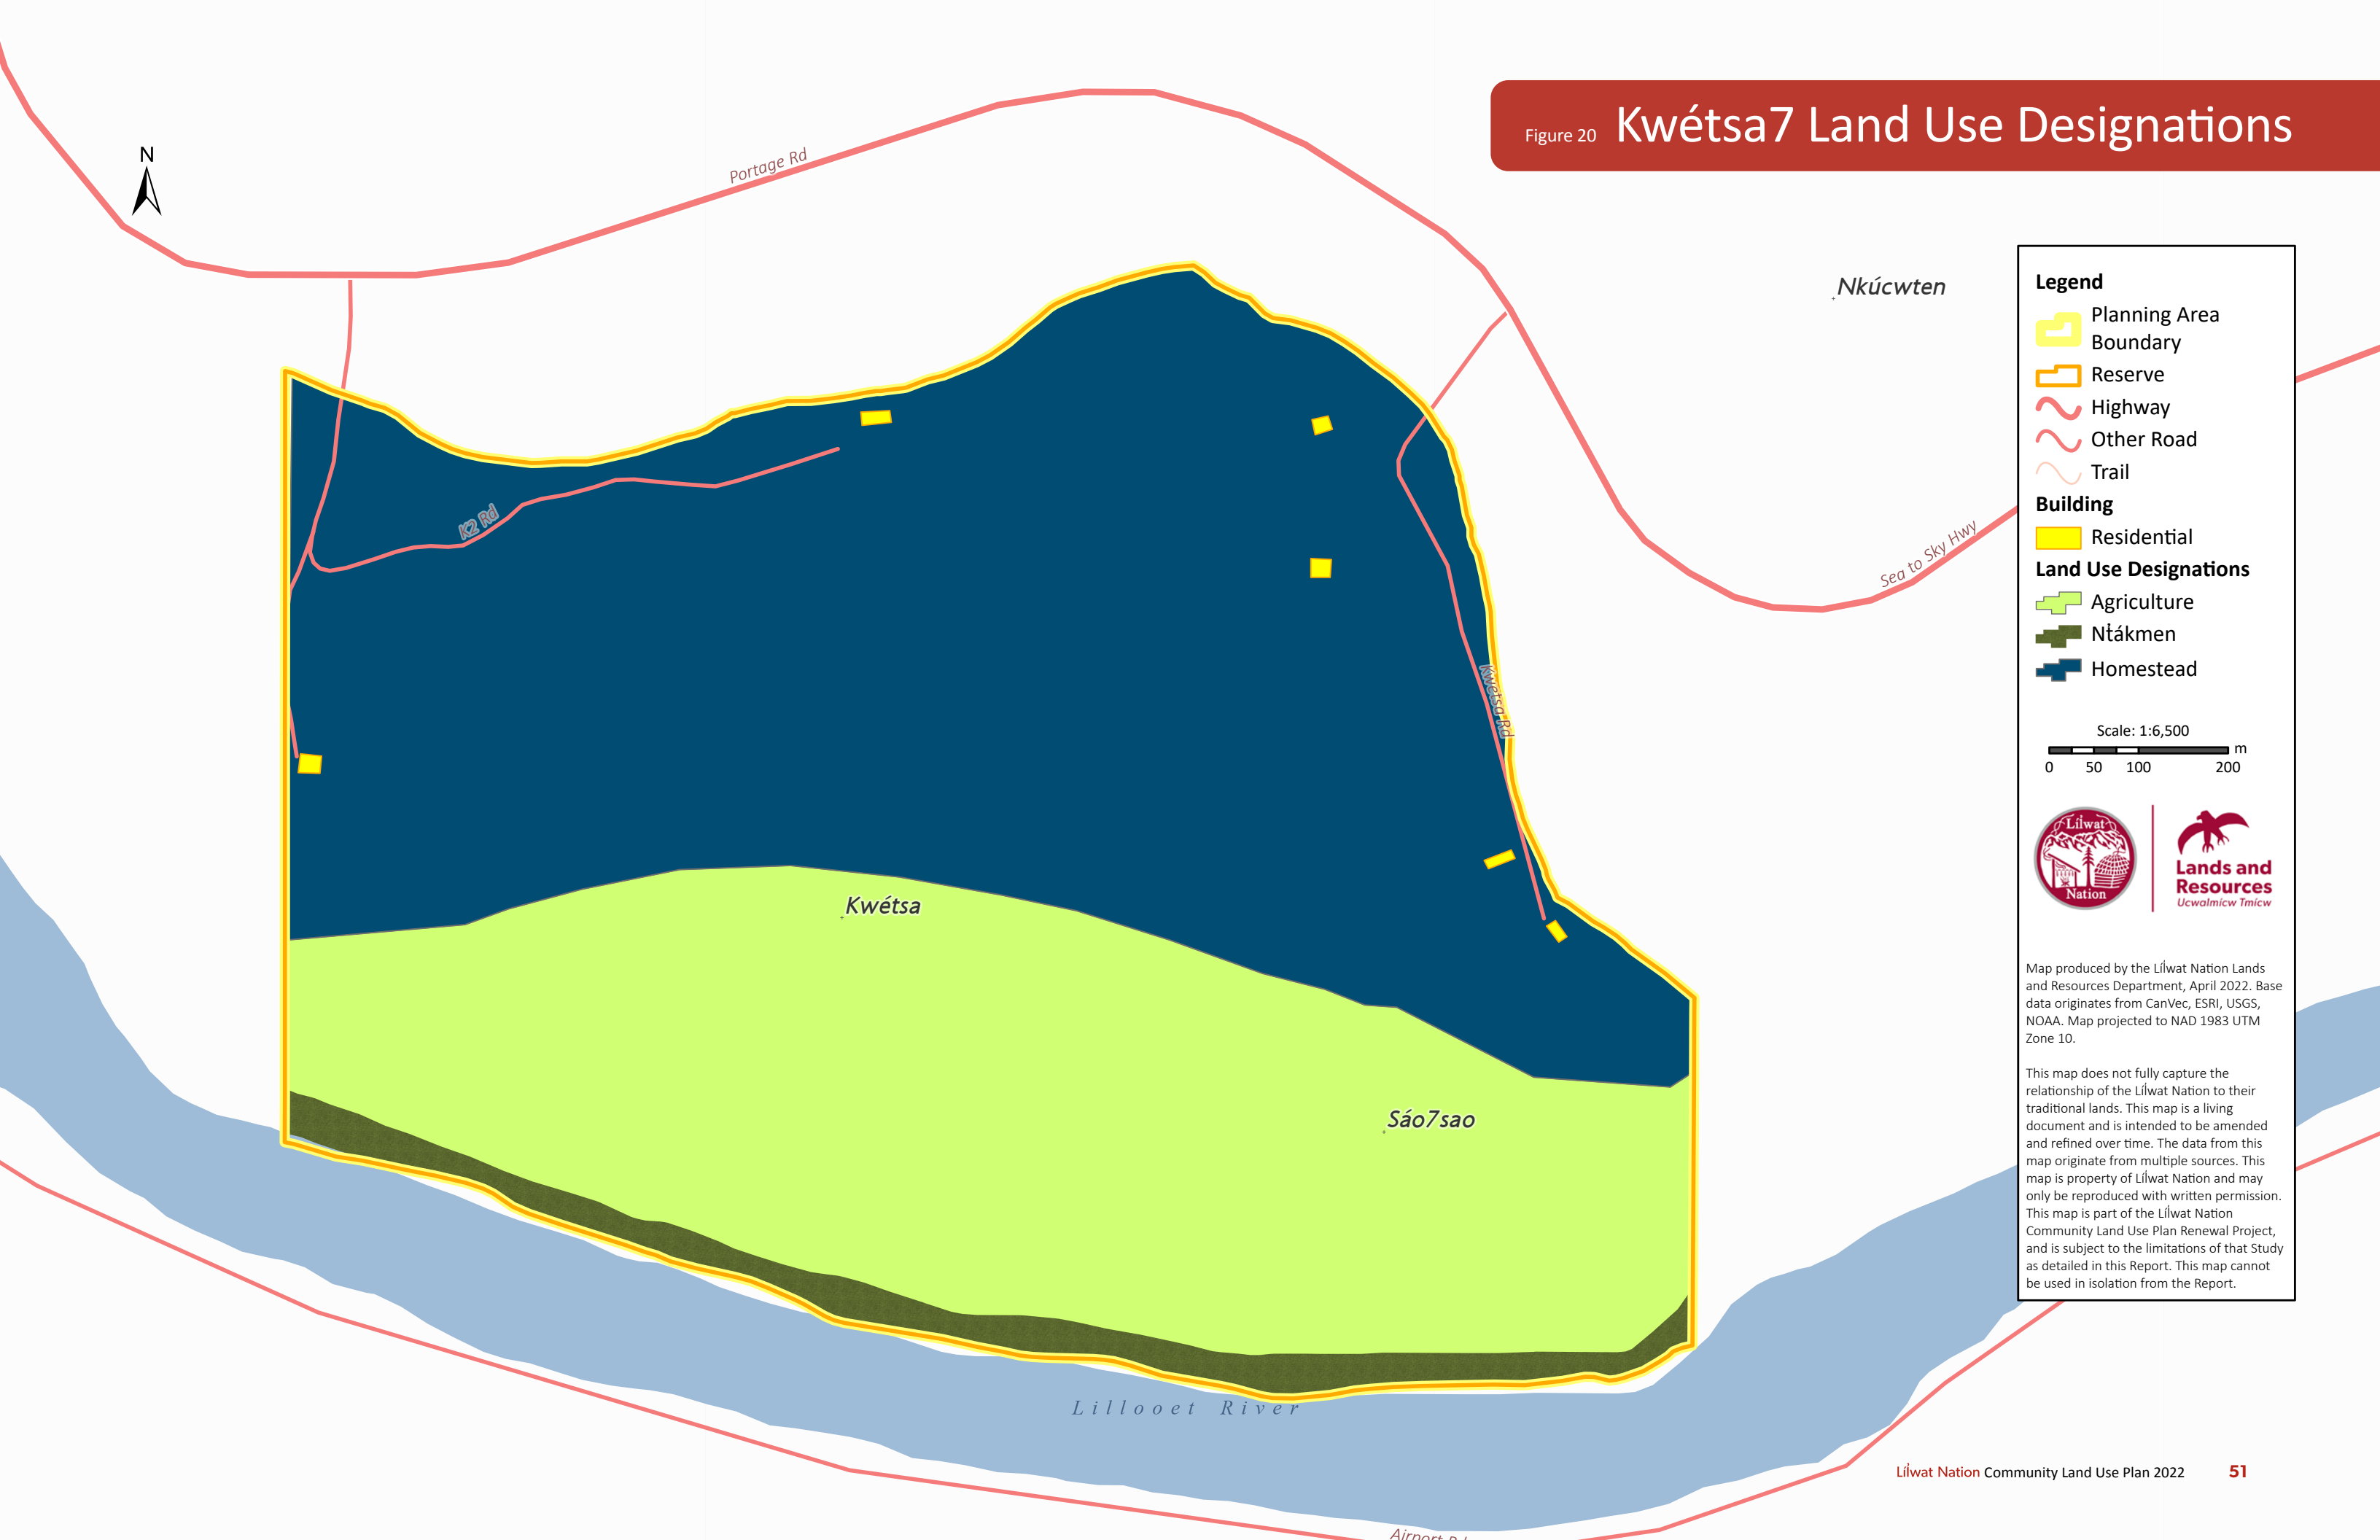 Figure 20 Kwétsa7 Land Use Designations
N
Portage Rd
Nkúcwten
Sea to Sky Hwy
K2 Rd
Kwetsa Rd
Kwétsa
Sáo7sao
Lillooet River
Airport Rd
Legend
Planning Area
Boundary
Reserve
Highway
Other Road
Trail
Building
Residential
Land Use Designations
Agriculture
Nt̓ákmen
Homestead
Scale: 1:6,500
m
0 50 100 200
Líl̓wat
Nation
Lands and
Resources
Ucwalmícw Tmícw
Map produced by the Líl̓wat Nation Lands
and Resources Department, April 2022. Base
data originates from CanVec, ESRI, USGS,
NOAA. Map projected to NAD 1983 UTM
Zone 10.
This map does not fully capture the
relationship of the Líl̓wat Nation to their
traditional lands. This map is a living
document and is intended to be amended
and refined over time. The data from this
map originate from multiple sources. This
map is property of Líl̓wat Nation and may
only be reproduced with written permission.
This map is part of the Líl̓wat Nation
Community Land Use Plan Renewal Project,
and is subject to the limitations of that Study
as detailed in this Report. This map cannot
be used in isolation from the Report.
Líl̓wat Nation Community Land Use Plan 2022 51